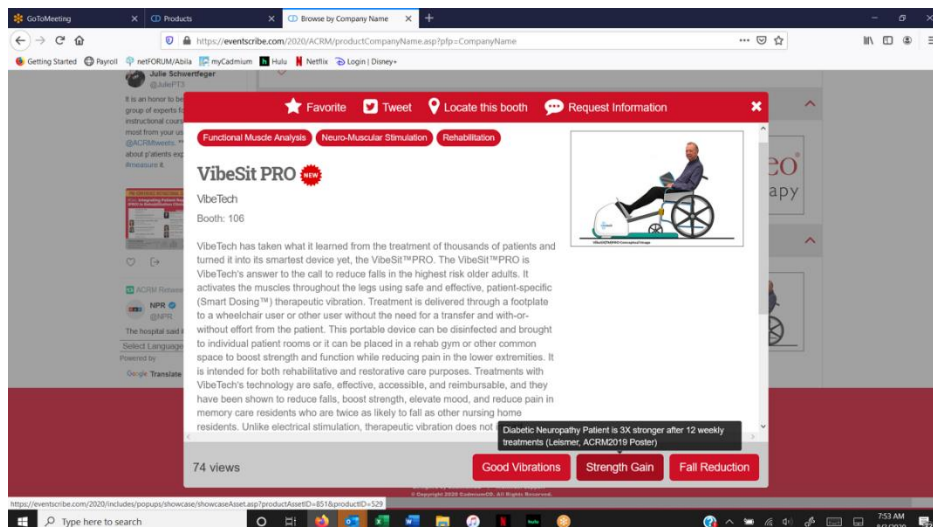 GoToMeeting
Products
Browse by Company Name
https://eventscribe.com/2020/ACRM/productCompanyName.asp?pfp=CompanyName
Getting Started Payroll netFORUM/Abila myCadmium Hulu Netflix Login | Disney+
Julie Schwertfeger
@JuliePT3
It is an honor to be
group of experts fo
instructional cours
most from your us
@ACRMtweets.
about patients exp
#measure it.
ACRM Retweet
NPR
@NPR
The hospital said i
Select Language
Powered by
Google Translate
Favorite Tweet Locate this booth Request Information
Functional Muscle Analysis Neuro-Muscular Stimulation Rehabilitation
VibeSit PRO NEW
VibeTech
Booth: 106
VibeTech has taken what it learned from the treatment of thousands of patients and
turned it into its smartest device yet, the VibeSit™PRO. The VibeSit™PRO is
VibeTech's answer to the call to reduce falls in the highest risk older adults. It
activates the muscles throughout the legs using safe and effective, patient-specific
(Smart Dosing™) therapeutic vibration. Treatment is delivered through a footplate
to a wheelchair user or other user without the need for a transfer and with-or-
without effort from the patient. This portable device can be disinfected and brought
to individual patient rooms or it can be placed in a rehab gym or other common
space to boost strength and function while reducing pain in the lower extremities. It
is intended for both rehabilitative and restorative care purposes. Treatments with
VibeTech's technology are safe, effective, accessible, and reimbursable, and they
have been shown to reduce falls, boost strength, elevate mood, and reduce pain in
memory care residents who are twice as likely to fall as other nursing home
residents. Unlike electrical stimulation, therapeutic vibration does not
VibeSit™PRO Conceptual Image
eo®
apy
Diabetic Neuropathy Patient is 3X stronger after 12 weekly
treatments (Leismer, ACRM2019 Poster)
74 views
Good Vibrations Strength Gain Fall Reduction
© Copyright 2020 CadmiumCD. All Rights Reserved.
https://eventscribe.com/2020/includes/popups/showcase/showcaseAsset.asp?productAssetID=851&productID=529
Type here to search
hulu
7:53 AM